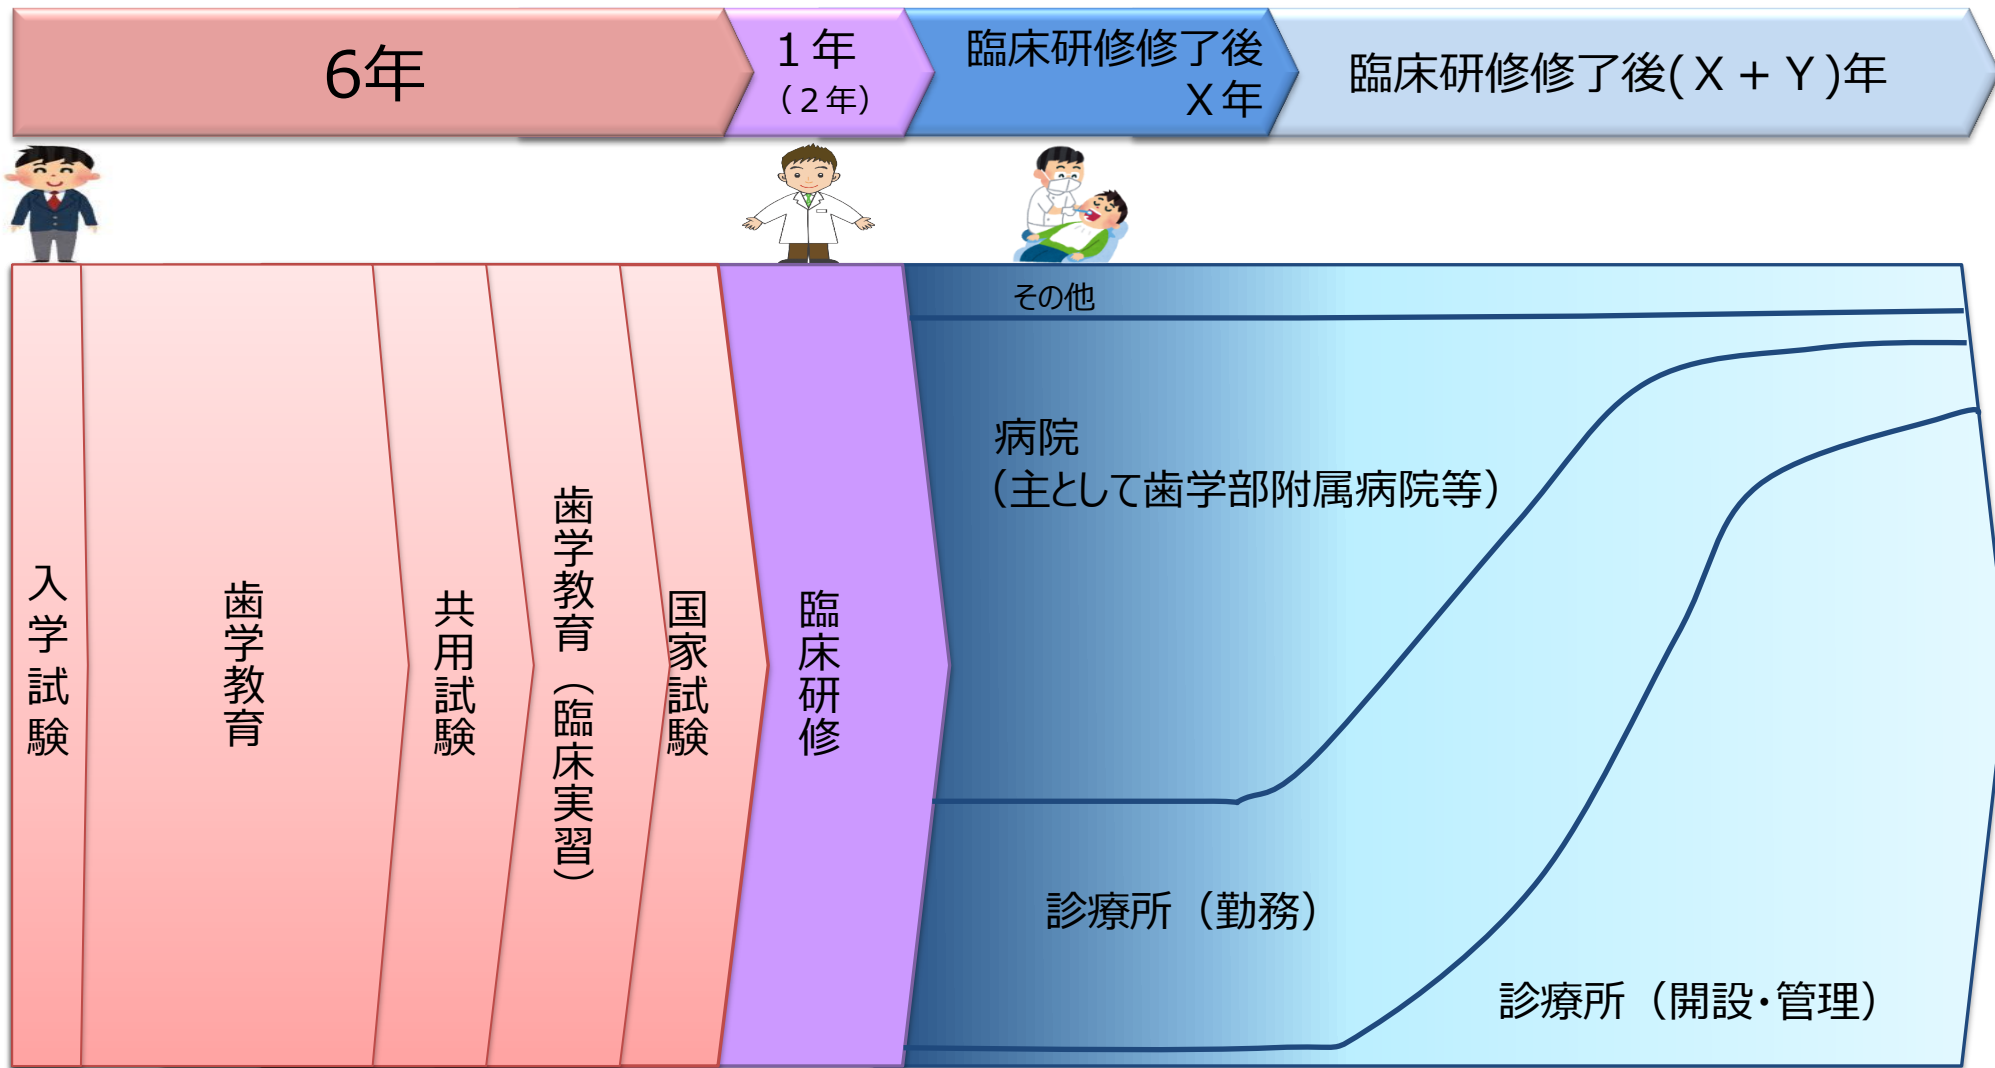 6年
１年
（２年）
臨床研修修了後
Ｘ年
臨床研修修了後(Ｘ+Ｙ)年
入学試験
歯学教育
共用試験
歯学教育（臨床実習）
国家試験
臨床研修
その他
病院
（主として歯学部附属病院等）
診療所（勤務）
診療所（開設・管理）